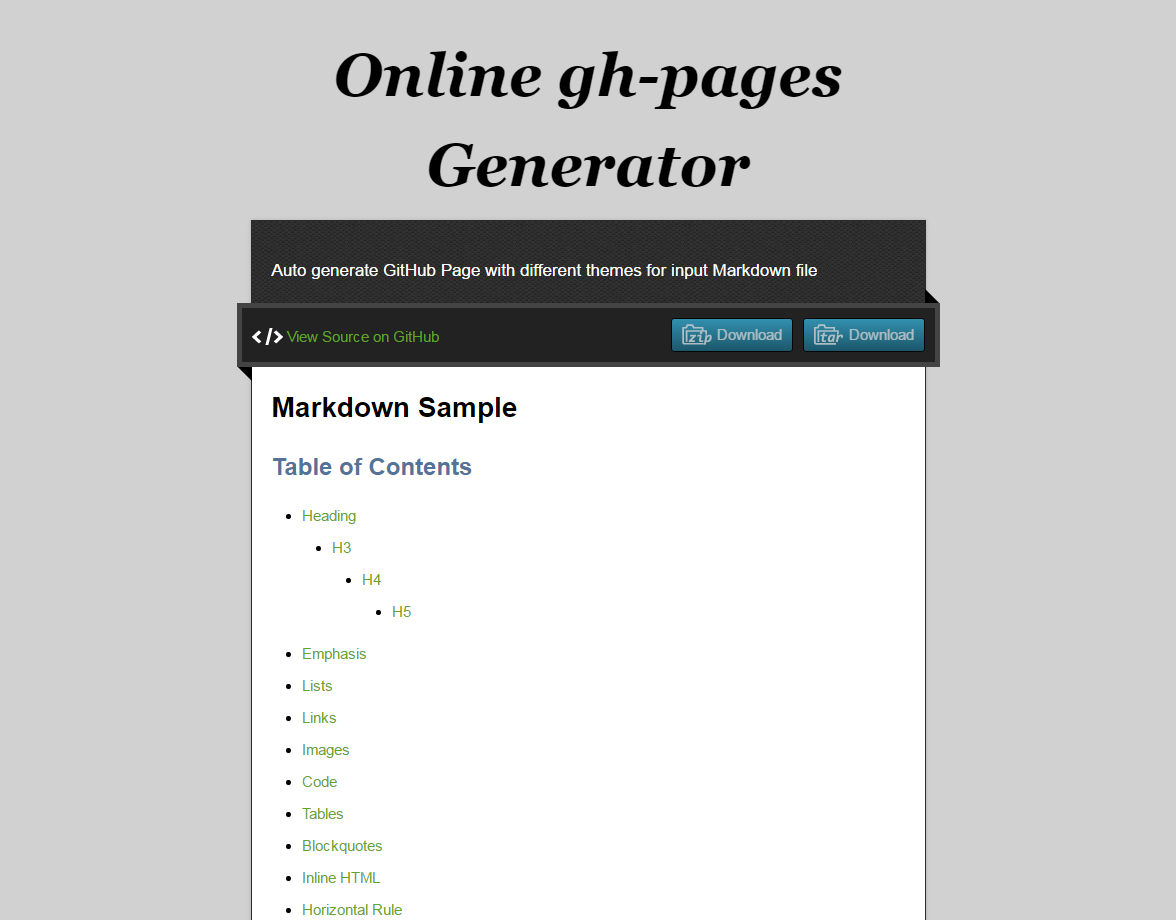 Online gh-pages
Generator
Auto generate GitHub Page with different themes for input Markdown file
</> View Source on GitHub
zip Download
tar Download
Markdown Sample
Table of Contents
Heading
H3
H4
H5
Emphasis
Lists
Links
Images
Code
Tables
Blockquotes
Inline HTML
Horizontal Rule